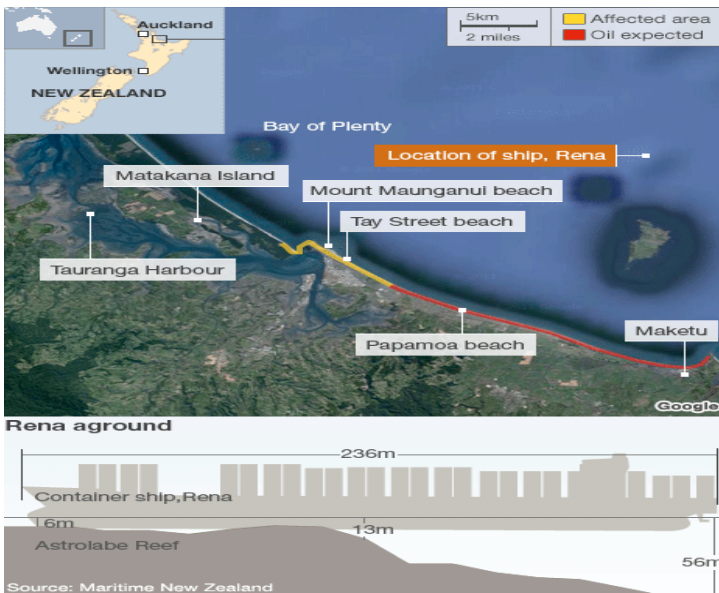 Auckland
Wellington
NEW ZEALAND
5km
2 miles
Affected area
Oil expected
Bay of Plenty
Location of ship, Rena
Matakana Island
Mount Maunganui beach
Tay Street beach
Tauranga Harbour
Papamoa beach
Maketu
Google
Rena aground
236m
Container ship,Rena
6m
13m
Astrolabe Reef
56m
Source: Maritime New Zealand